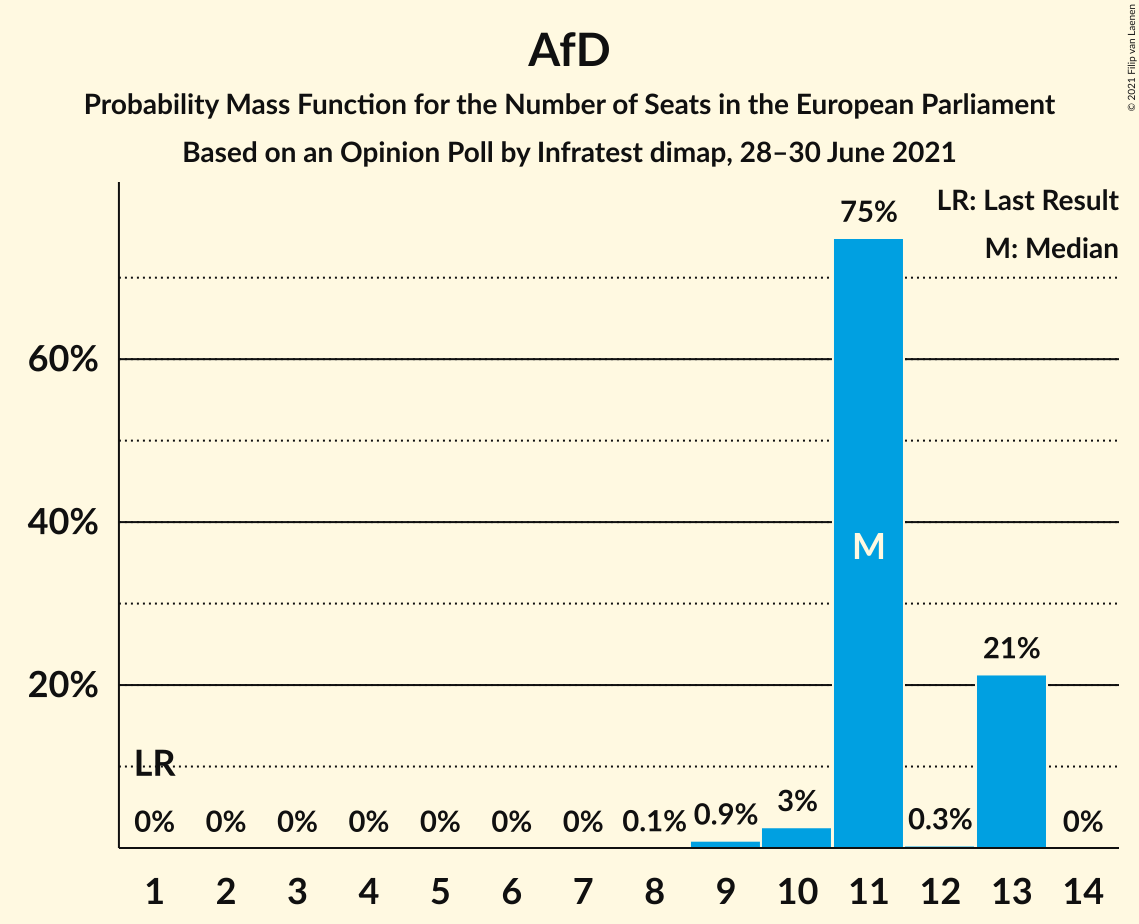 AfD
Probability Mass Function for the Number of Seats in the European Parliament
Based on an Opinion Poll by Infratest dimap, 28–30 June 2021
© 2021 Filip van Laenen
LR: Last Result
M: Median
75%
60%
40%
M
21%
20%
LR
0% 0% 0% 0% 0% 0% 0% 0.1% 0.9% 3% 0.3% 0%
1 2 3 4 5 6 7 8 9 10 11 12 13 14